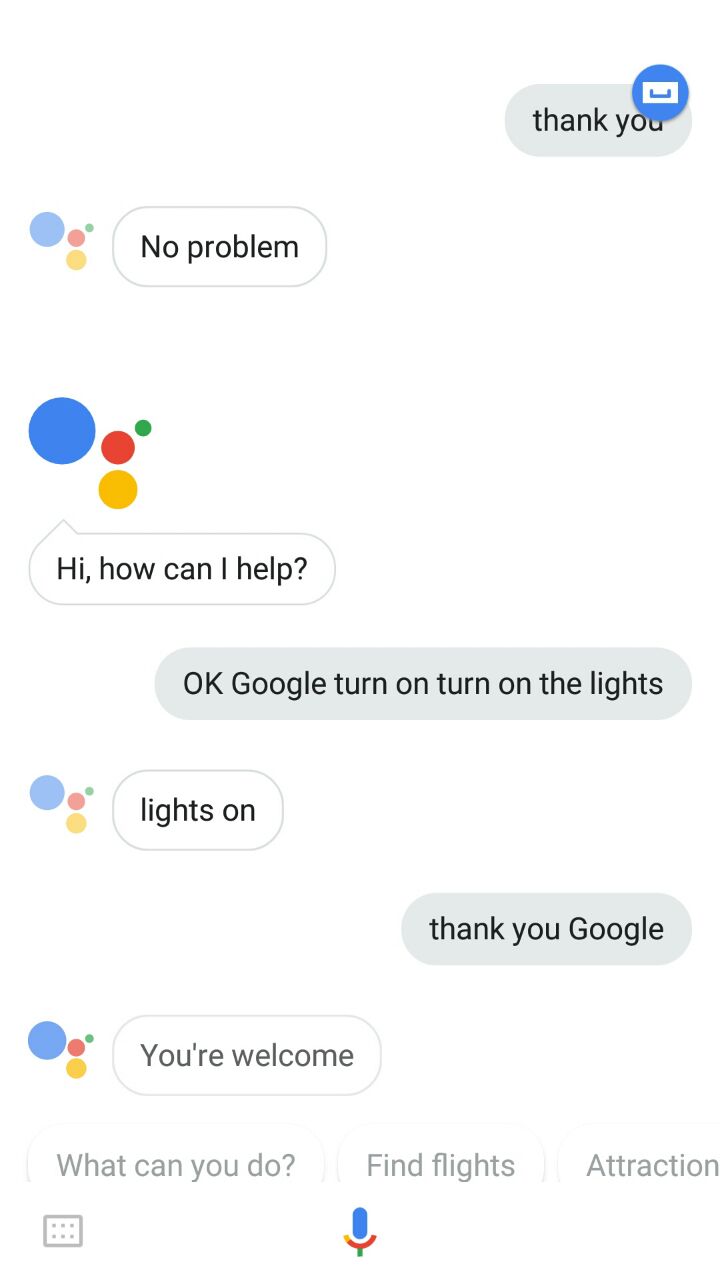 thank you
No problem
Hi, how can I help?
OK Google turn on turn on the lights
lights on
thank you Google
You're welcome
What can you do? Find flights Attraction